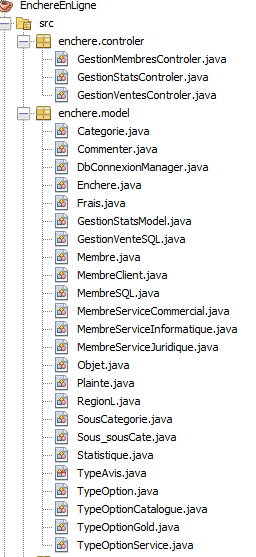 EnchereEnLigne
src
enchere.controler
GestionMembresControler.java
GestionStatsControler.java
GestionVentesControler.java
enchere.model
Categorie.java
Commenter.java
DbConnexionManager.java
Enchere.java
Frais.java
GestionStatsModel.java
GestionVenteSQL.java
Membre.java
MembreClient.java
MembreSQL.java
MembreServiceCommercial.java
MembreServiceInformatique.java
MembreServiceJuridique.java
Objet.java
Plainte.java
RegionL.java
SousCategorie.java
Sous_sousCate.java
Statistique.java
TypeAvis.java
TypeOption.java
TypeOptionCatalogue.java
TypeOptionGold.java
TypeOptionService.java